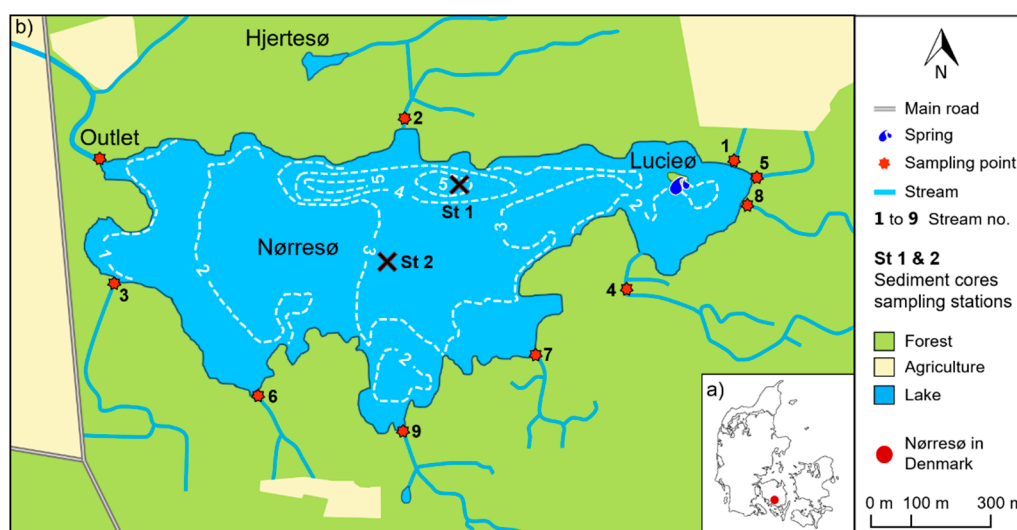 b)
Hjertesø
2
Outlet
Lucieø
1
5
8
5
4
5
St 1
2
3
3
Nørresø
St 2
2
1
3
4
2
7
6
9
a)
N
Main road
Spring
Sampling point
Stream
1 to 9 Stream no.
St 1 & 2
Sediment cores
sampling stations
Forest
Agriculture
Lake
Nørresø in
Denmark
0 m 100 m 300 m